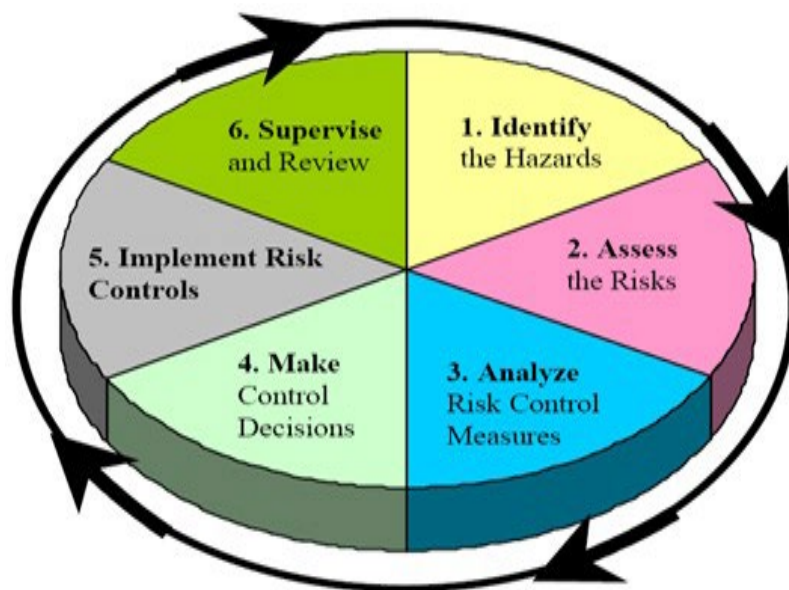 1. Identify
the Hazards
2. Assess
the Risks
3. Analyze
Risk Control
Measures
4. Make
Control
Decisions
5. Implement Risk
Controls
6. Supervise
and Review